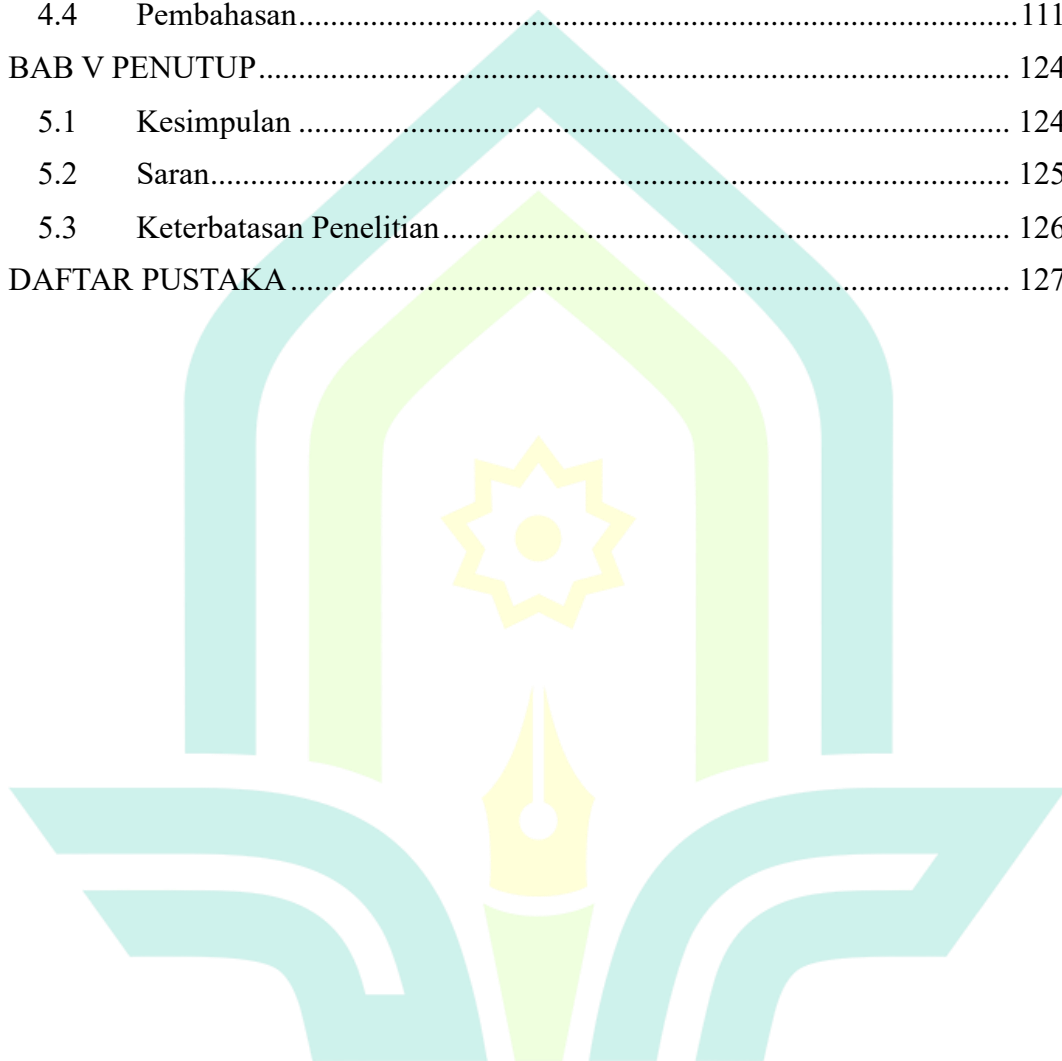 4.4 Pembahasan....................................................................................111
BAB V PENUTUP................................................................................... 124
5.1 Kesimpulan ................................................................................ 124
5.2 Saran.......................................................................................... 125
5.3 Keterbatasan Penelitian............................................................... 126
DAFTAR PUSTAKA ............................................................................... 127